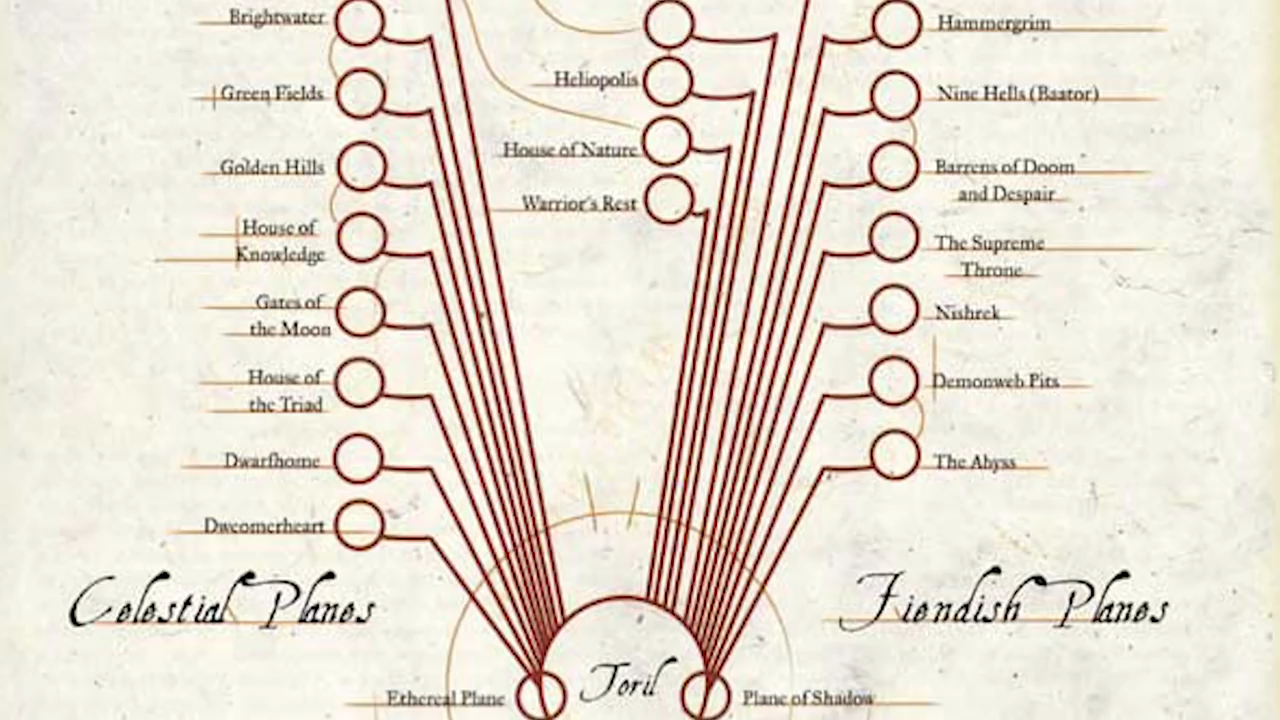 Brightwater
Green Fields
Golden Hills
House of
Knowledge
Gates of
the Moon
House of
the Triad
Dwarfhome
Dweomerheart
Celestial Planes
Heliopolis
House of Nature
Warrior's Rest
Hammergrim
Nine Hells (Baator)
Barrens of Doom
and Despair
The Supreme
Throne
Nishrek
Demonweb Pits
The Abyss
Fiendish Planes
Ethereal Plane
Toril
Plane of Shadow